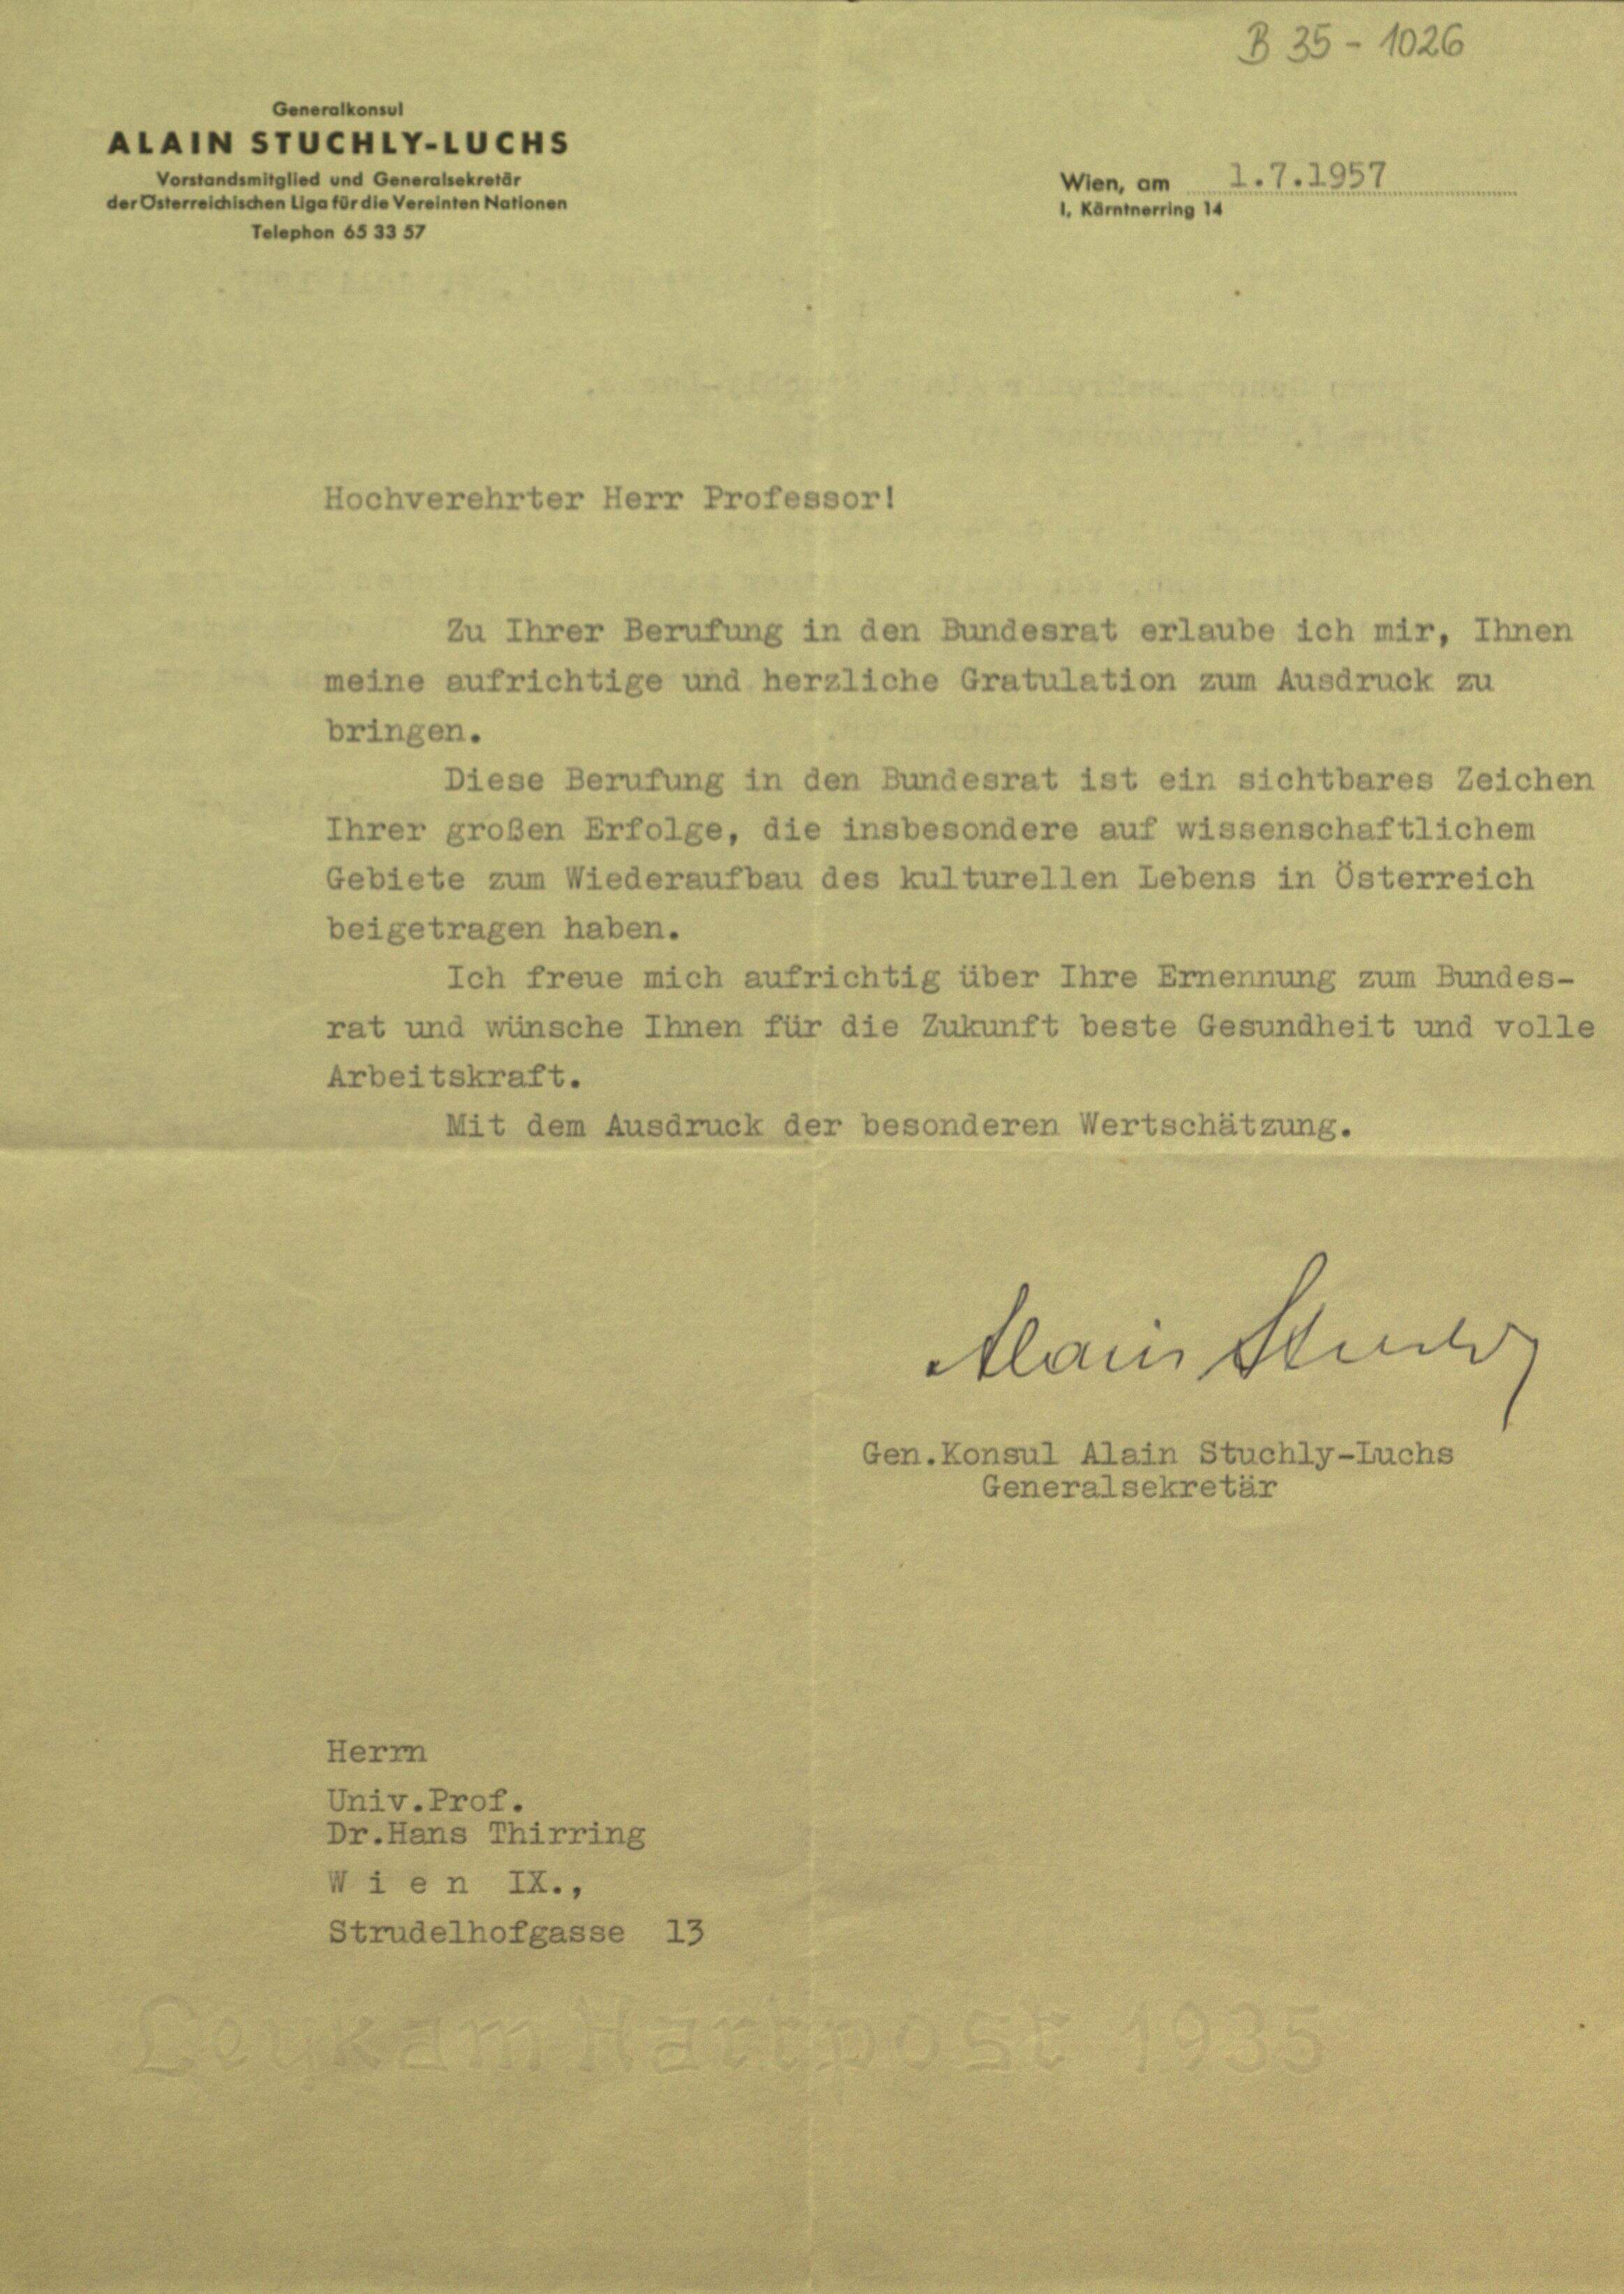 B 35 - 1026
Generalkonsul
ALAIN STUCHLY-LUCHS
Vorstandsmitglied und Generalsekretär
der Österreichischen Liga für die Vereinten Nationen
Telephon 65 33 57
Wien, am 1.7.1957
I, Kärntnerring 14
Hochverehrter Herr Professor!
Zu Ihrer Berufung in den Bundesrat erlaube ich mir, Ihnen
meine aufrichtige und herzliche Gratulation zum Ausdruck zu
bringen.
Diese Berufung in den Bundesrat ist ein sichtbares Zeichen
Ihrer großen Erfolge, die insbesondere auf wissenschaftlichem
Gebiete zum Wiederaufbau des kulturellen Lebens in Österreich
beigetragen haben.
Ich freue mich aufrichtig über Ihre Ernennung zum Bundes-
rat und wünsche Ihnen für die Zukunft beste Gesundheit und volle
Arbeitskraft.
Mit dem Ausdruck der besonderen Wertschätzung.
Alain Stuchly
Gen.Konsul Alain Stuchly-Luchs
Generalsekretär
Herrn
Univ.Prof.
Dr.Hans Thirring
W i e n IX.,
Strudelhofgasse 13
Leykam Hartpost 1935